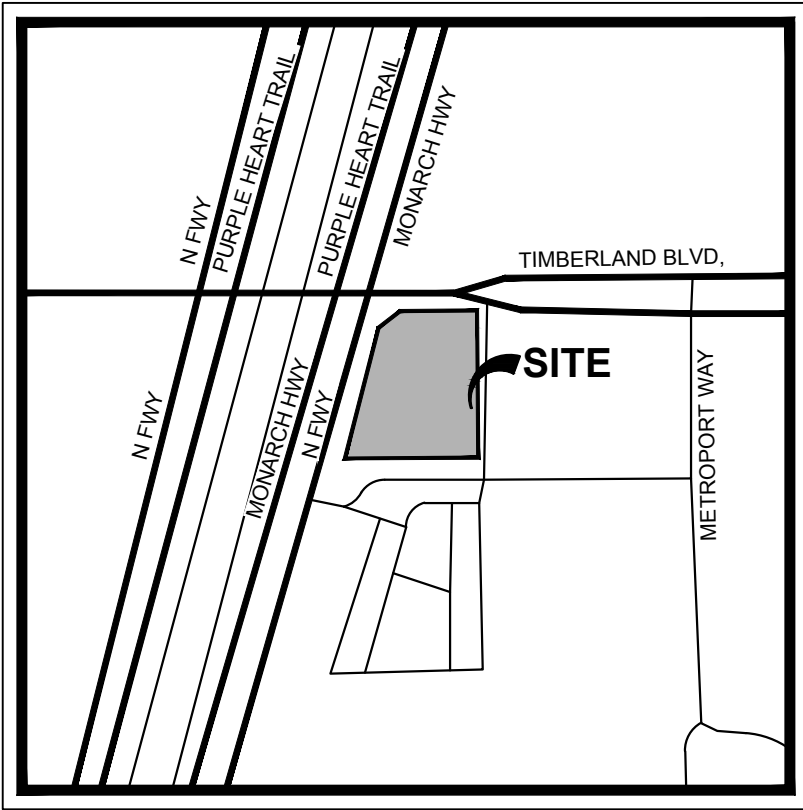 N FWY
PURPLE HEART TRAIL
PURPLE HEART TRAIL
MONARCH HWY
TIMBERLAND BLVD,
SITE
N FWY
MONARCH HWY
N FWY
METROPORT WAY